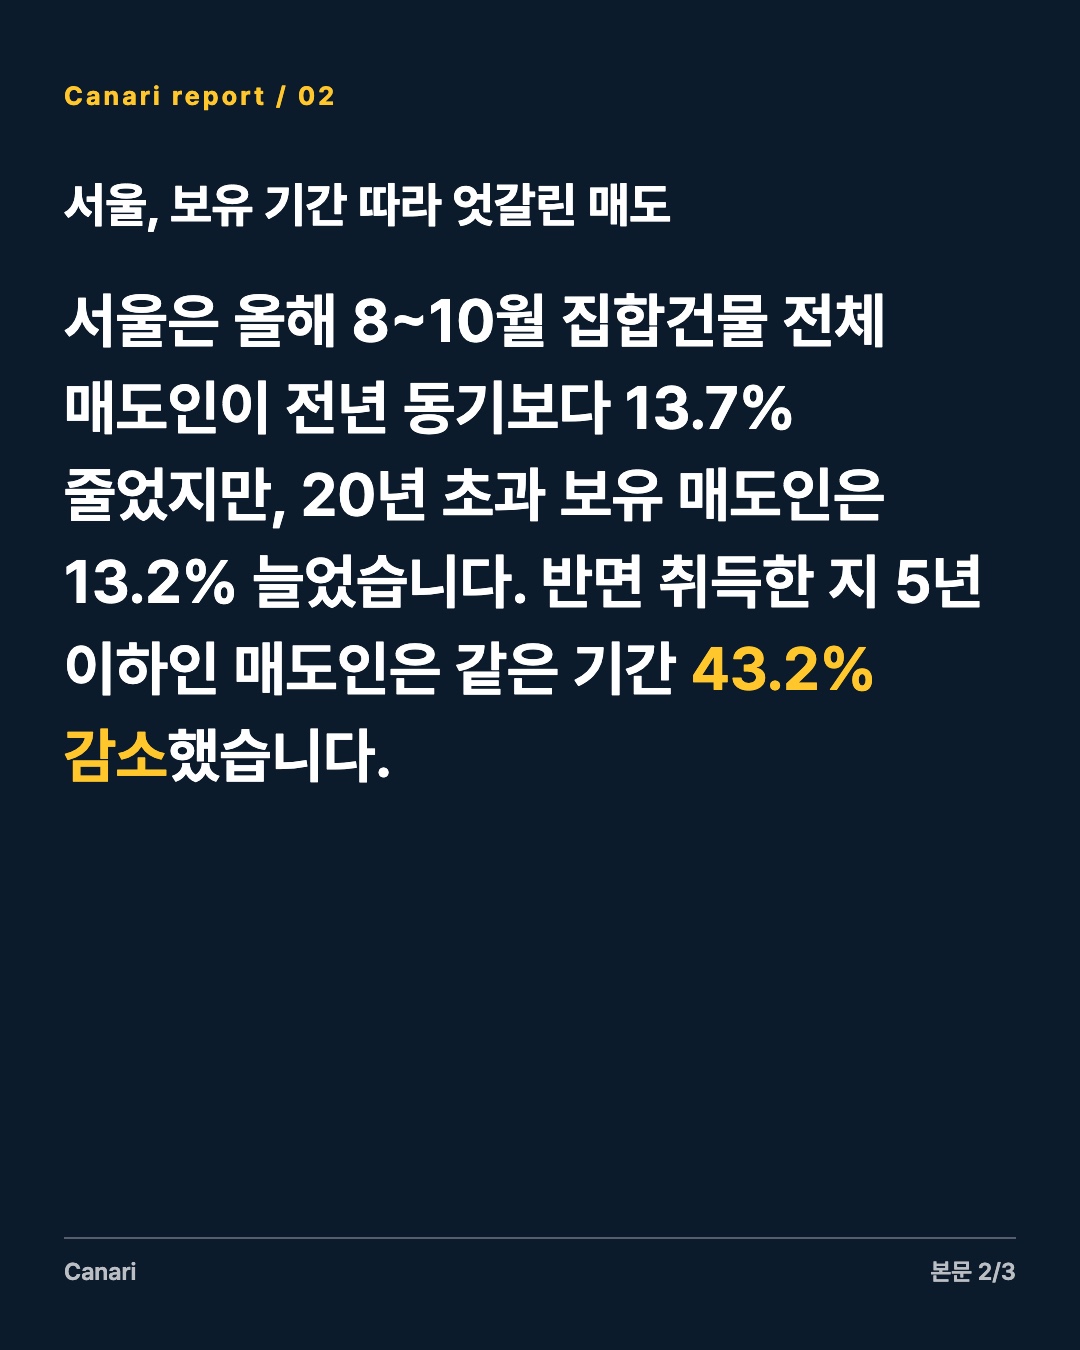 Canari report / 02
서울, 보유 기간 따라 엇갈린 매도
서울은 올해 8~10월 집합건물 전체
매도인이 전년 동기보다 13.7%
줄었지만, 20년 초과 보유 매도인은
13.2% 늘었습니다. 반면 취득한 지 5년
이하인 매도인은 같은 기간 43.2%
감소했습니다.
Canari
본문 2/3